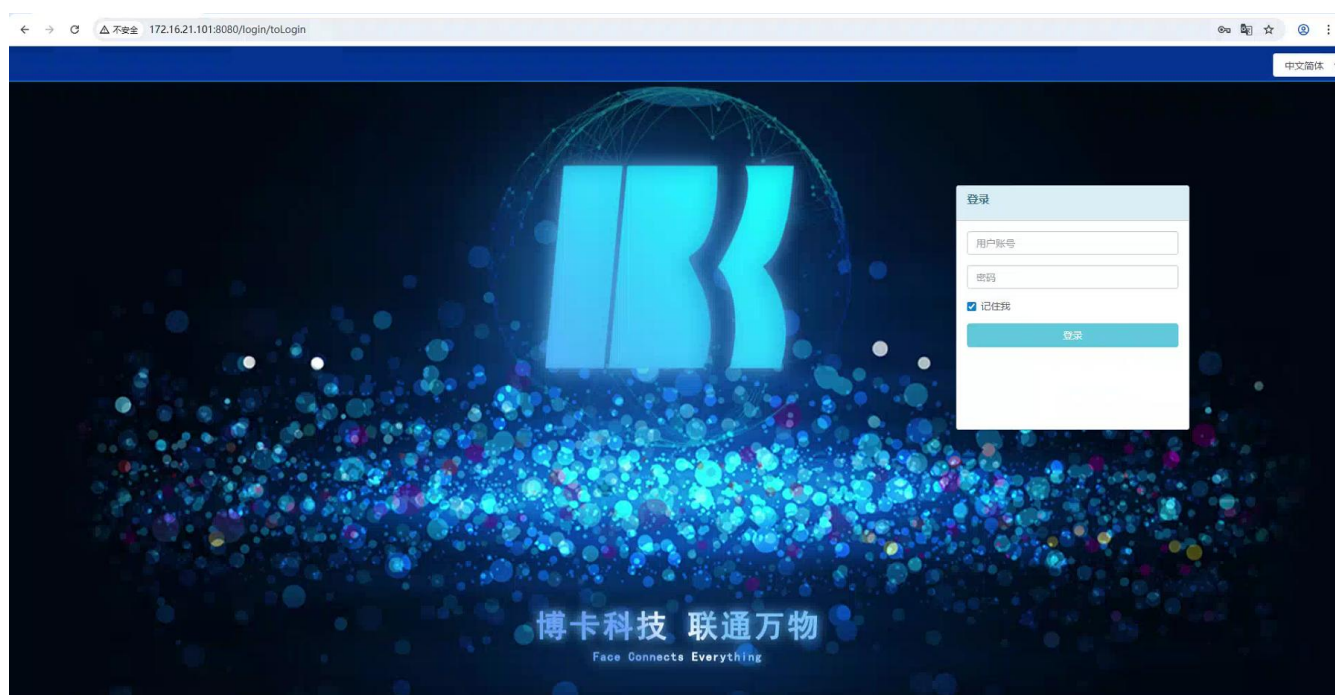 不安全 172.16.21.101:8080/login/toLogin
中文简体
登录
用户账号
密码
记住我
登录
博卡科技 联通万物
Face Connects Everything